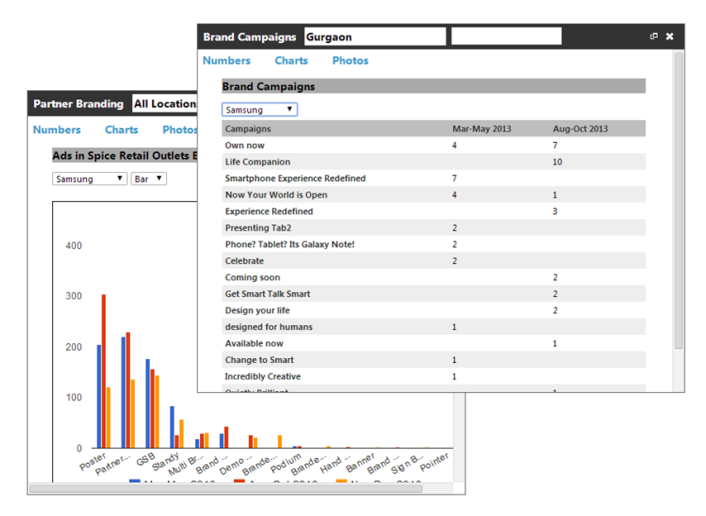 Brand Campaigns Gurgaon
Numbers Charts Photos
Brand Campaigns
Samsung
Campaigns Mar-May 2013 Aug-Oct 2013
Own now 4 7
Life Companion 10
Smartphone Experience Redefined 7
Now Your World is Open 4 1
Experience Redefined 3
Presenting Tab2 2
Phone? Tablet? Its Galaxy Note! 2
Celebrate 2
Coming soon 2
Get Smart Talk Smart 2
Design your life 2
designed for humans 1
Available now 1
Change to Smart 1
Incredibly Creative 1
Partner Branding All Location
Numbers Charts Photos
Ads in Spice Retail Outlets
Samsung Bar
400
300
200
100
0
Poster
Partner...
GSB
Standy
Multi Br...
Brand ...
Demo ...
Brande...
Podium
Brande...
Hand ...
Banner
Brand ...
Sign B...
Pointer